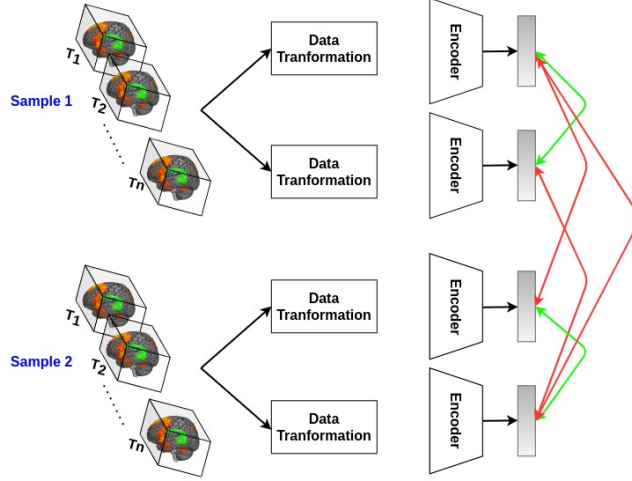 T1
T2
Tn
Sample 1
Data
Tranformation
Data
Tranformation
Encoder
Encoder
T1
T2
Tn
Sample 2
Data
Tranformation
Data
Tranformation
Encoder
Encoder